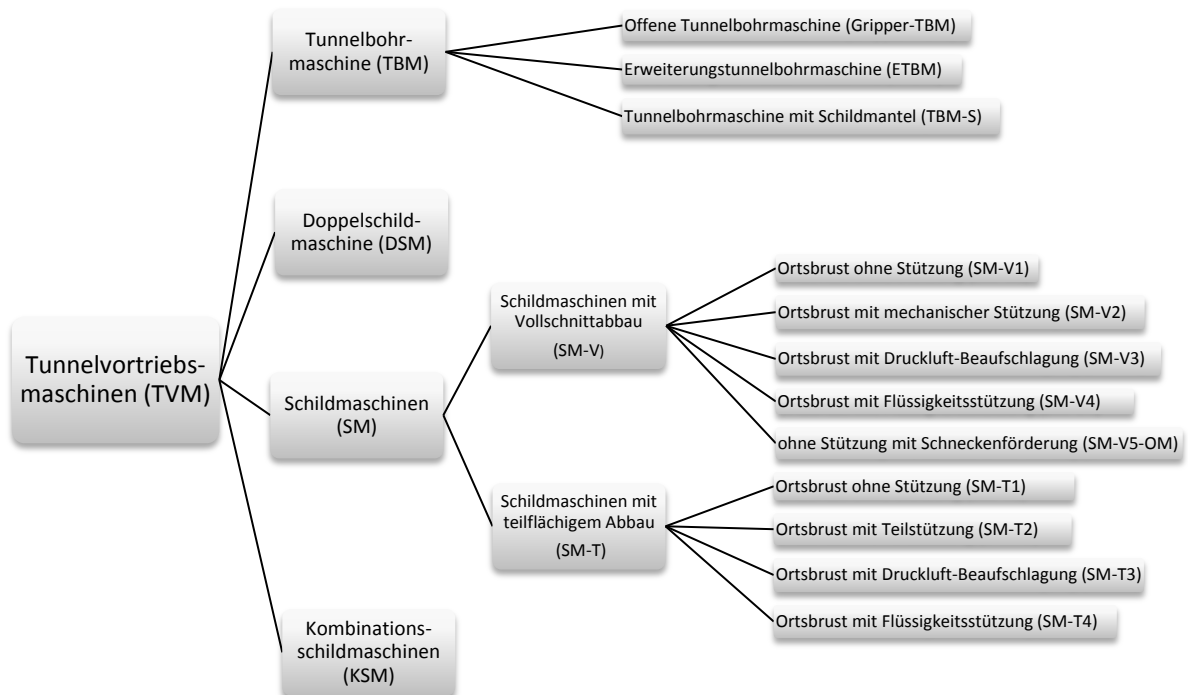 Tunnelvortriebs-
maschinen (TVM)
Tunnelbohr-
maschine (TBM)
Offene Tunnelbohrmaschine (Gripper-TBM)
Erweiterungstunnelbohrmaschine (ETBM)
Tunnelbohrmaschine mit Schildmantel (TBM-S)
Doppelschild-
maschine (DSM)
Schildmaschinen
(SM)
Schildmaschinen mit
Vollschnittabbau
(SM-V)
Ortsbrust ohne Stützung (SM-V1)
Ortsbrust mit mechanischer Stützung (SM-V2)
Ortsbrust mit Druckluft-Beaufschlagung (SM-V3)
Ortsbrust mit Flüssigkeitsstützung (SM-V4)
ohne Stützung mit Schneckenförderung (SM-V5-OM)
Schildmaschinen mit
teilflächigem Abbau
(SM-T)
Ortsbrust ohne Stützung (SM-T1)
Ortsbrust mit Teilstützung (SM-T2)
Ortsbrust mit Druckluft-Beaufschlagung (SM-T3)
Ortsbrust mit Flüssigkeitsstützung (SM-T4)
Kombinations-
schildmaschinen
(KSM)